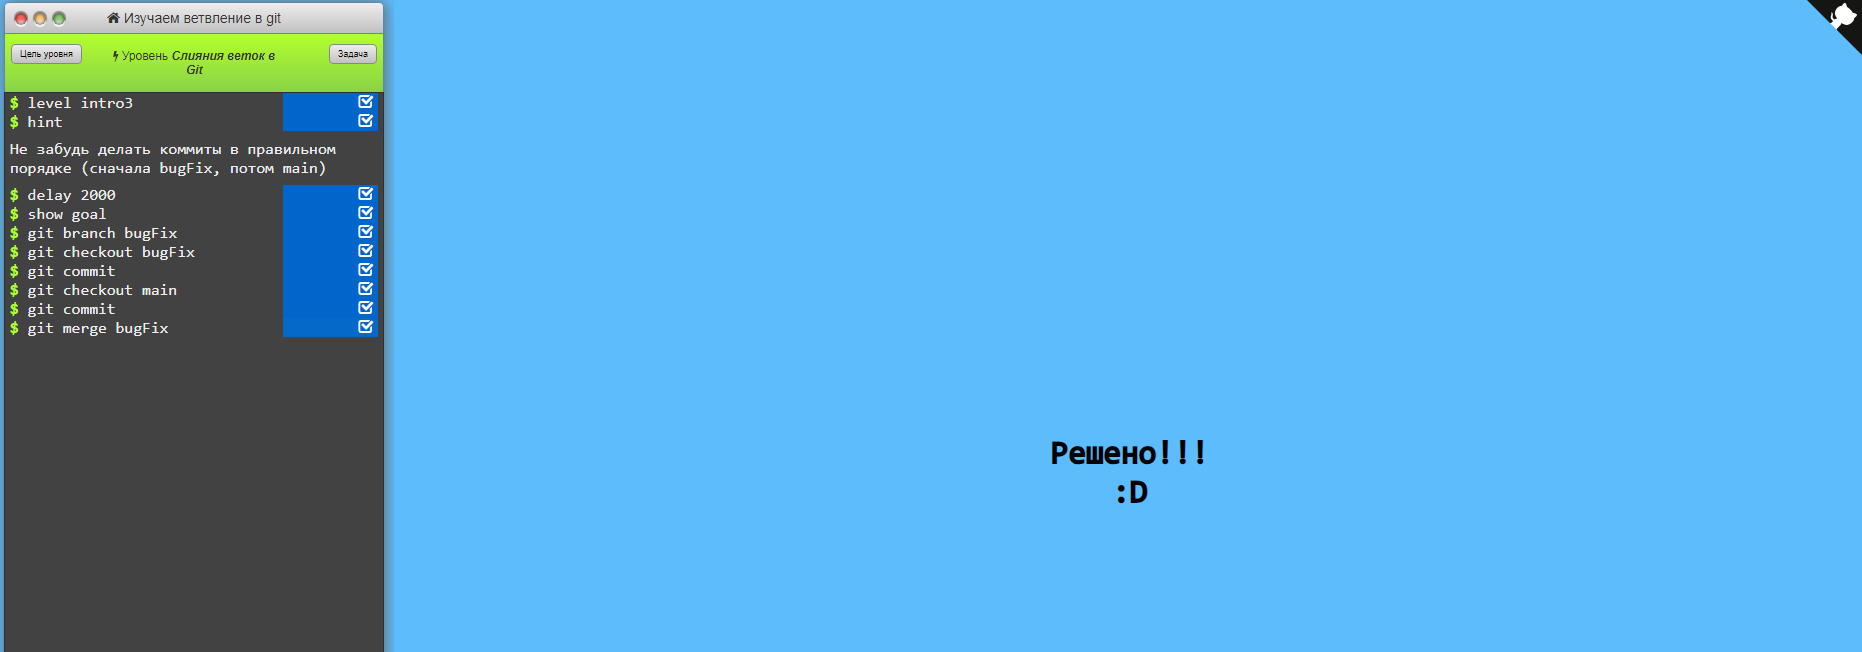 Изучаем ветвление в git
Цель уровня
Уровень Слияния веток в
Git
Задача
$ level intro3
$ hint
Не забудь делать коммиты в правильном
порядке (сначала bugFix, потом main)
$ delay 2000
$ show goal
$ git branch bugFix
$ git checkout bugFix
$ git commit
$ git checkout main
$ git commit
$ git merge bugFix
Решено!!!
:D